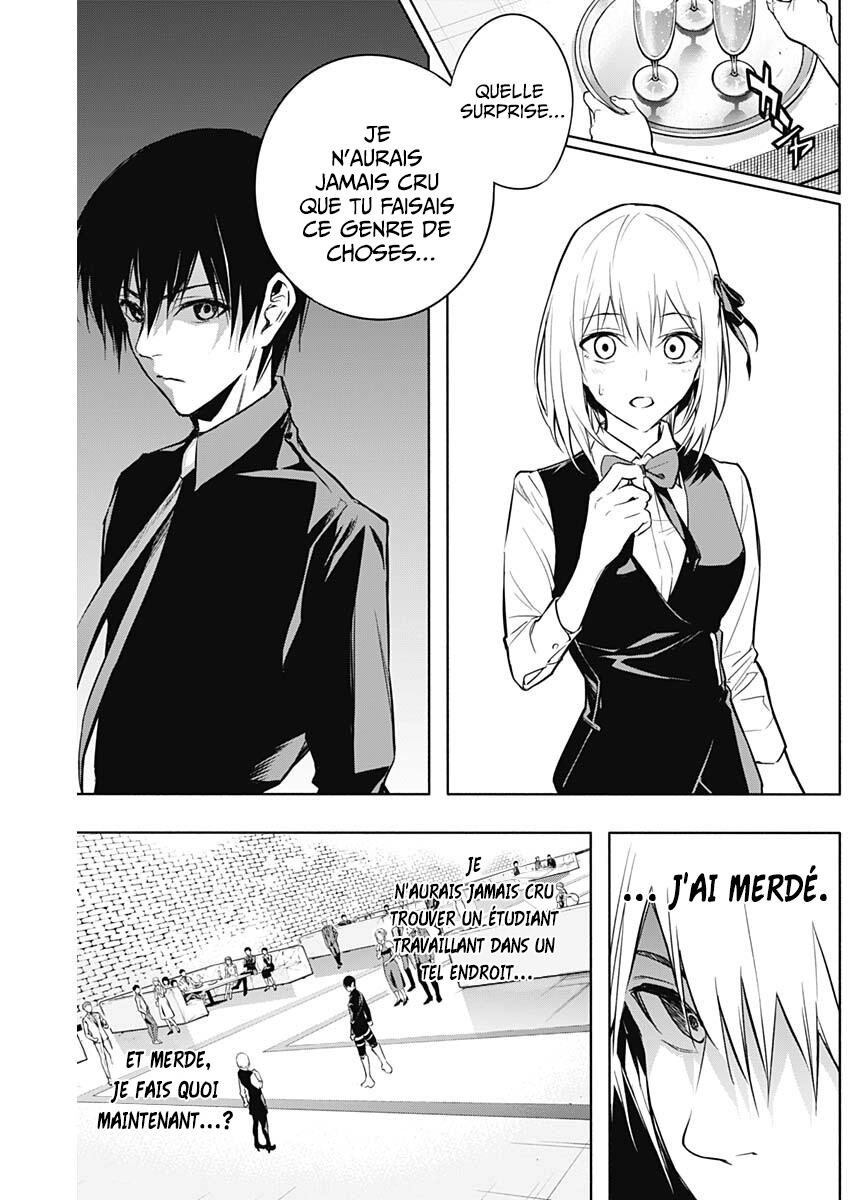 QUELLE
SURPRISE...
JE
N'AURAIS
JAMAIS CRU
QUE TU FAISAIS
CE GENRE DE
CHOSES...
... J'AI MERDÉ.
JE
N'AURAIS JAMAIS CRU
TROUVER UN ÉTUDIANT
TRAVAILLANT DANS UN
TEL ENDROIT...
ET MERDE,
JE FAIS QUOI
MAINTENANT...?